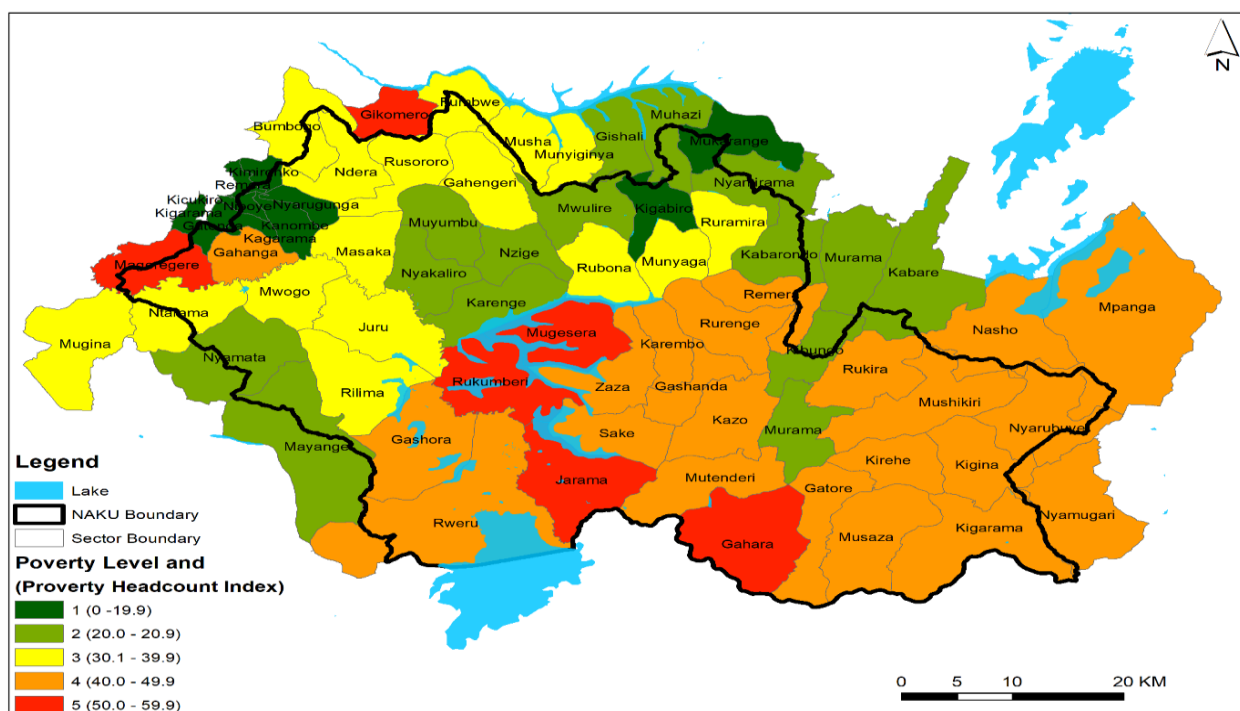 N
Gikomero
Rumbwe
Bumbogo
Muhazi
Musha
Gishali
Mukarange
Munyiginya
Rusororo
Ndera
Kimironko
Remera
Gahengeri
Nyamirama
Kicukiro
Niboye
Nyarugunga
Kigarama
Mwulire
Kigabiro
Muyumbu
Ruramira
Gatenga
Kanombe
Kagarama
Masaka
Nzige
Gahanga
Kabarondo
Murama
Mageregere
Nyakaliro
Rubona
Munyaga
Kabare
Mwogo
Karenge
Remera
Ntarama
Mpanga
Juru
Mugesera
Rurenge
Nasho
Mugina
Karembo
Kibungo
Nyamata
Rukira
Rukumberi
Zaza
Gashanda
Rilima
Mushikiri
Kazo
Nyarubuye
Sake
Murama
Gashora
Mayange
Kirehe
Kigina
Jarama
Mutenderi
Gatore
Nyamugari
Rweru
Kigarama
Gahara
Musaza
Legend
Lake
NAKU Boundary
Sector Boundary
Poverty Level and
(Proverty Headcount Index)
1 (0 -19.9)
2 (20.0 - 20.9)
3 (30.1 - 39.9)
4 (40.0 - 49.9
5 (50.0 - 59.9)
0 5 10 20 KM